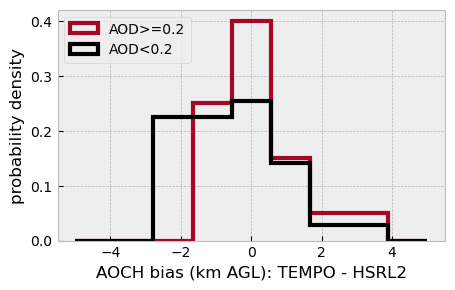 AOD>=0.2
AOD<0.2
probability density
0.4
0.3
0.2
0.1
0.0
−4 −2 0 2 4
AOCH bias (km AGL): TEMPO - HSRL2